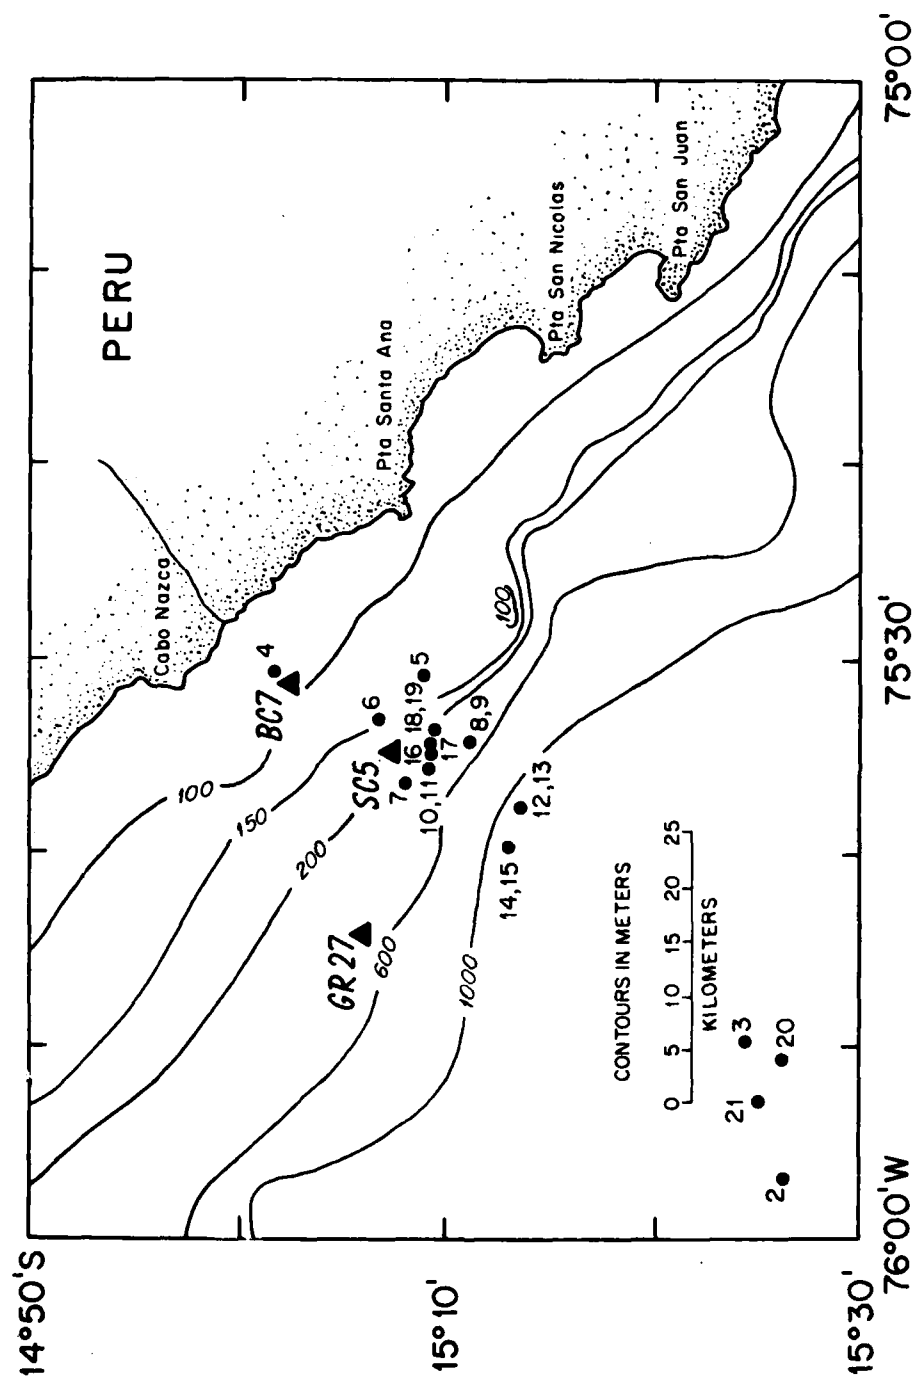 PERU
Cabo Nazca
Pta Santa Ana
Pta San Nicolas
Pta San Juan
BC7
4
100
6
5
150
SC5
16
18,19
100
7
17
8,9
200
10,11
12,13
14,15
GR27
600
1000
CONTOURS IN METERS
0 5 10 15 20 25
KILOMETERS
3
20
21
2
14°50'S
15°10'
15°30'
76°00'W
75°30'
75°00'